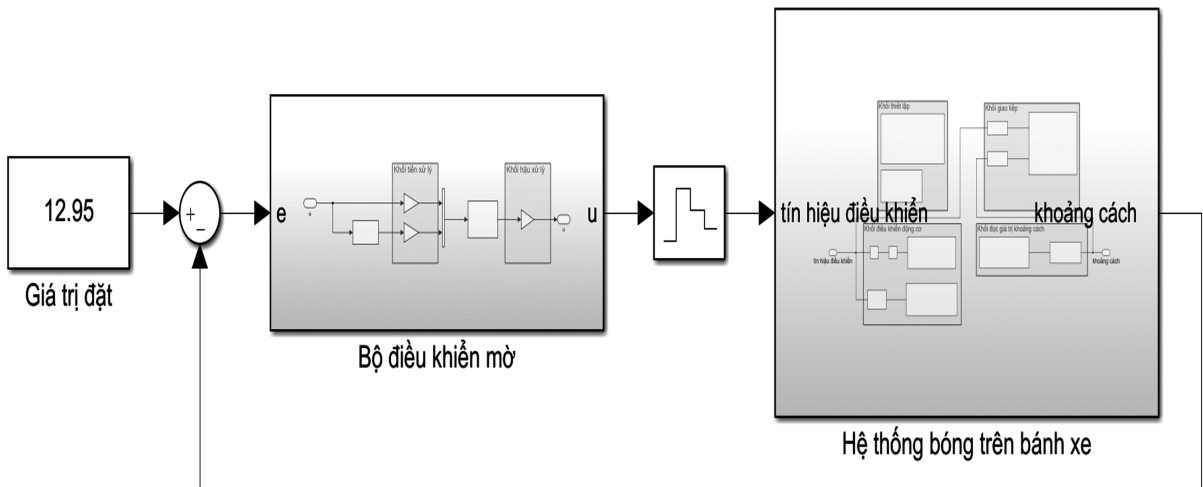 12.95
Giá trị đặt
+
−
e
Khối tiền xử lý
Khối hậu xử lý
u
u
Bộ điều khiển mờ
Khối thiết lập
Khối giao tiếp
tín hiệu điều khiển
khoảng cách
Khối điều khiển động cơ
Khối đọc giá trị khoảng cách
tín hiệu điều khiển
khoảng cách
Hệ thống bóng trên bánh xe